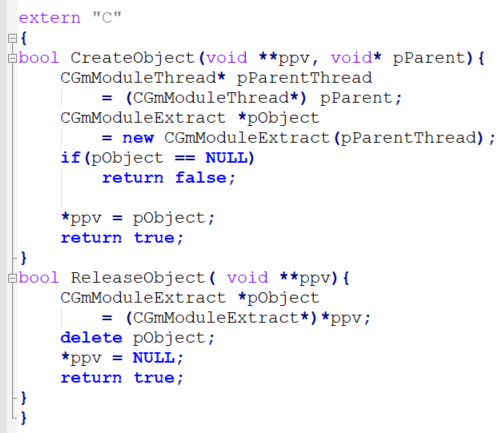 extern "C"
{
bool CreateObject(void **ppv, void* pParent){
    CGmModuleThread* pParentThread
        = (CGmModuleThread*) pParent;
    CGmModuleExtract *pObject
        = new CGmModuleExtract(pParentThread);
    if(pObject == NULL)
        return false;

    *ppv = pObject;
    return true;
}
bool ReleaseObject( void **ppv){
    CGmModuleExtract *pObject
        = (CGmModuleExtract*)*ppv;
    delete pObject;
    *ppv = NULL;
    return true;
}
}